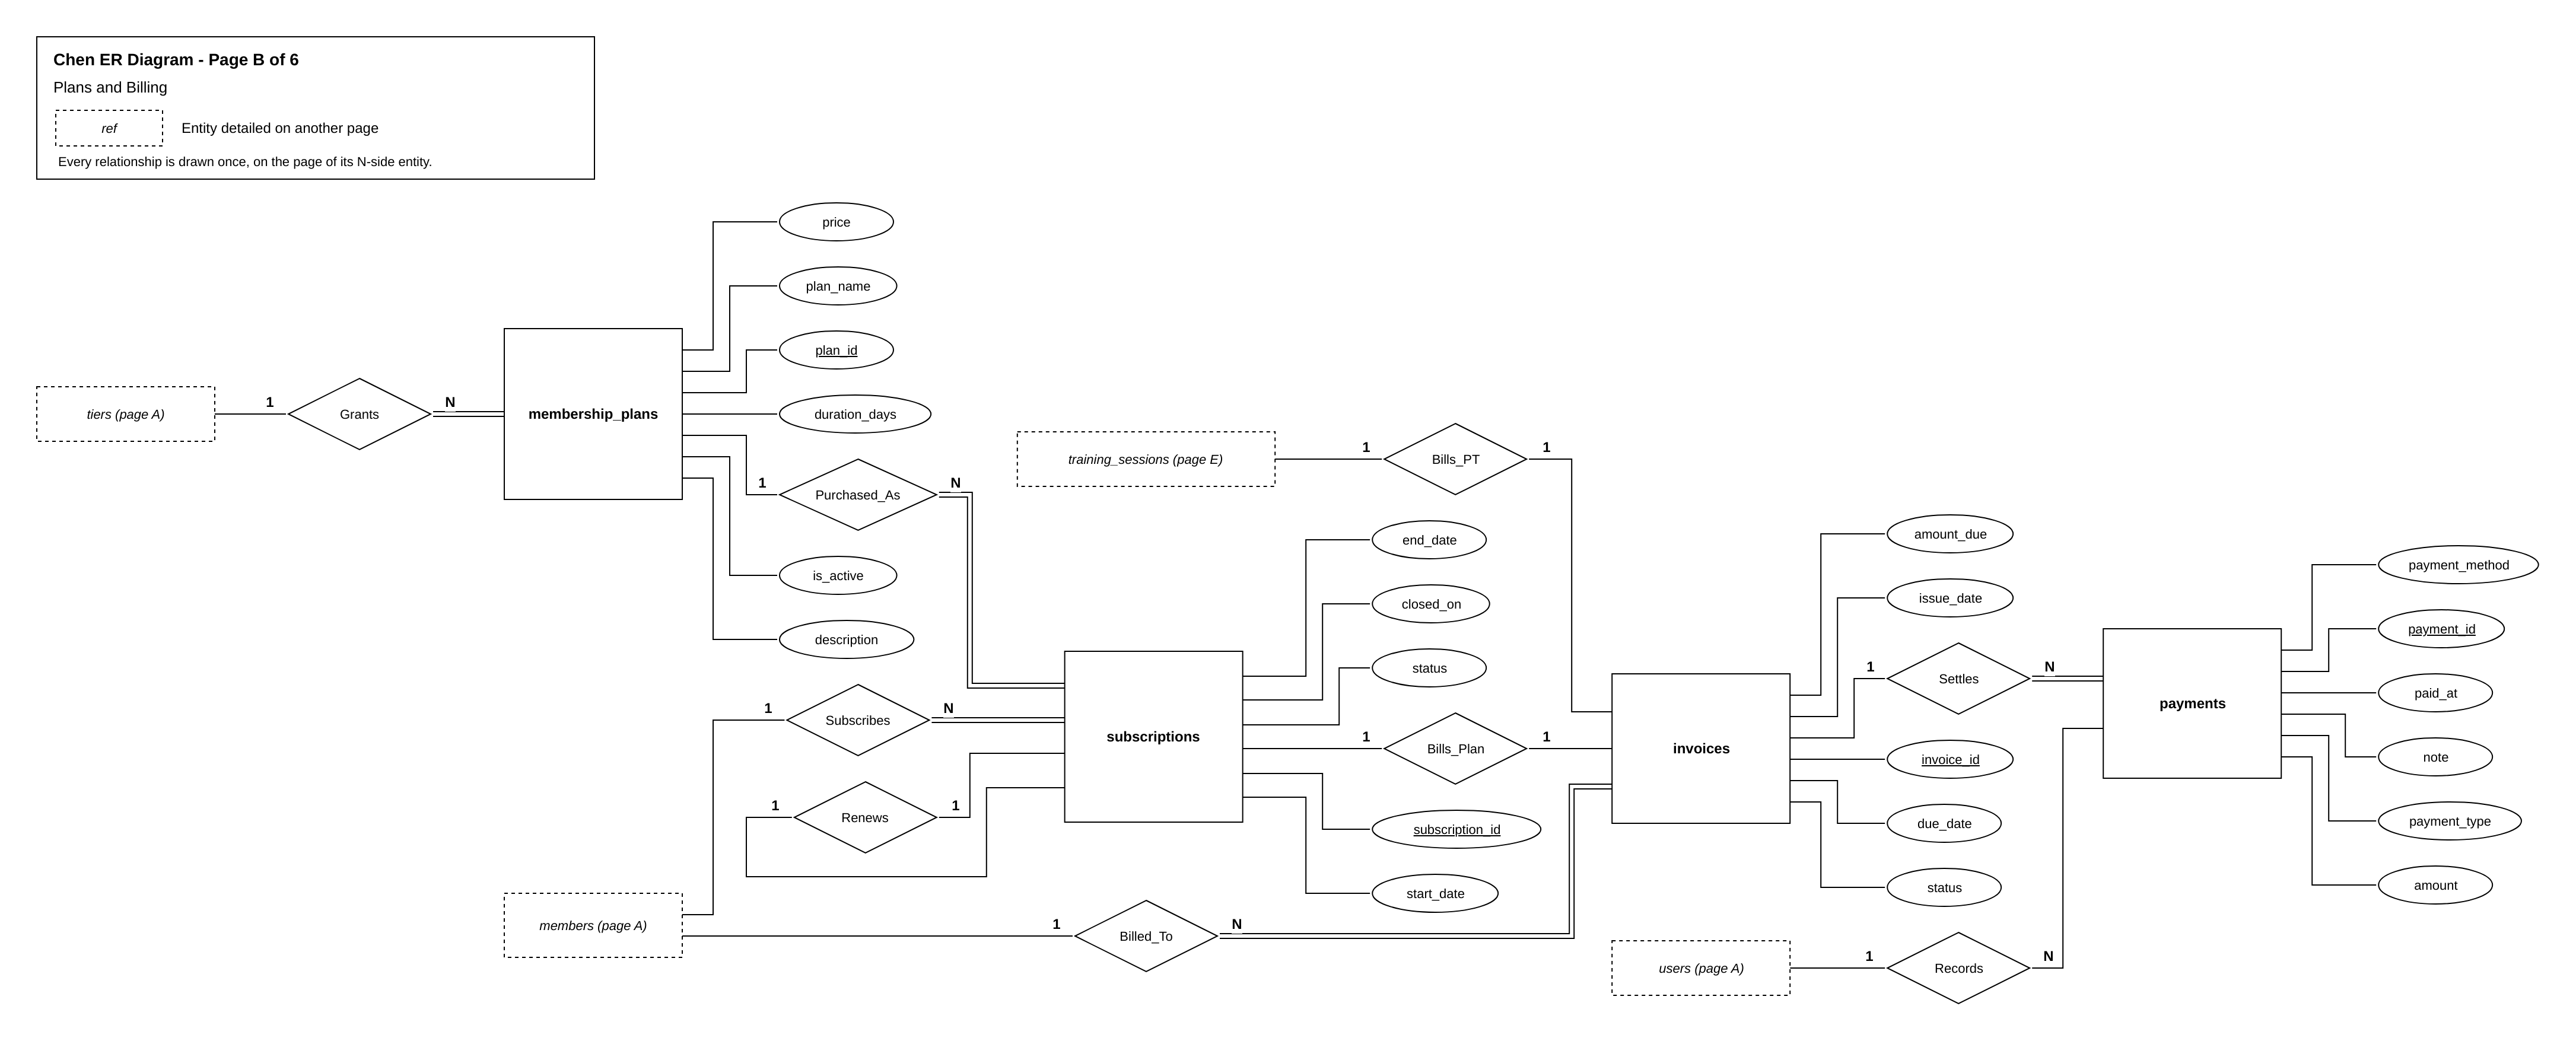 Chen ER Diagram - Page B of 6
Plans and Billing
ref
Entity detailed on another page
Every relationship is drawn once, on the page of its N-side entity.
price
plan_name
plan_id
tiers (page A)
1
Grants
N
membership_plans
duration_days
1
Purchased_As
N
is_active
description
training_sessions (page E)
1
Bills_PT
1
end_date
closed_on
status
1
Subscribes
N
subscriptions
1
Bills_Plan
1
1
Renews
1
subscription_id
start_date
members (page A)
1
Billed_To
N
invoices
amount_due
issue_date
1
Settles
N
invoice_id
due_date
status
users (page A)
1
Records
N
payments
payment_method
payment_id
paid_at
note
payment_type
amount